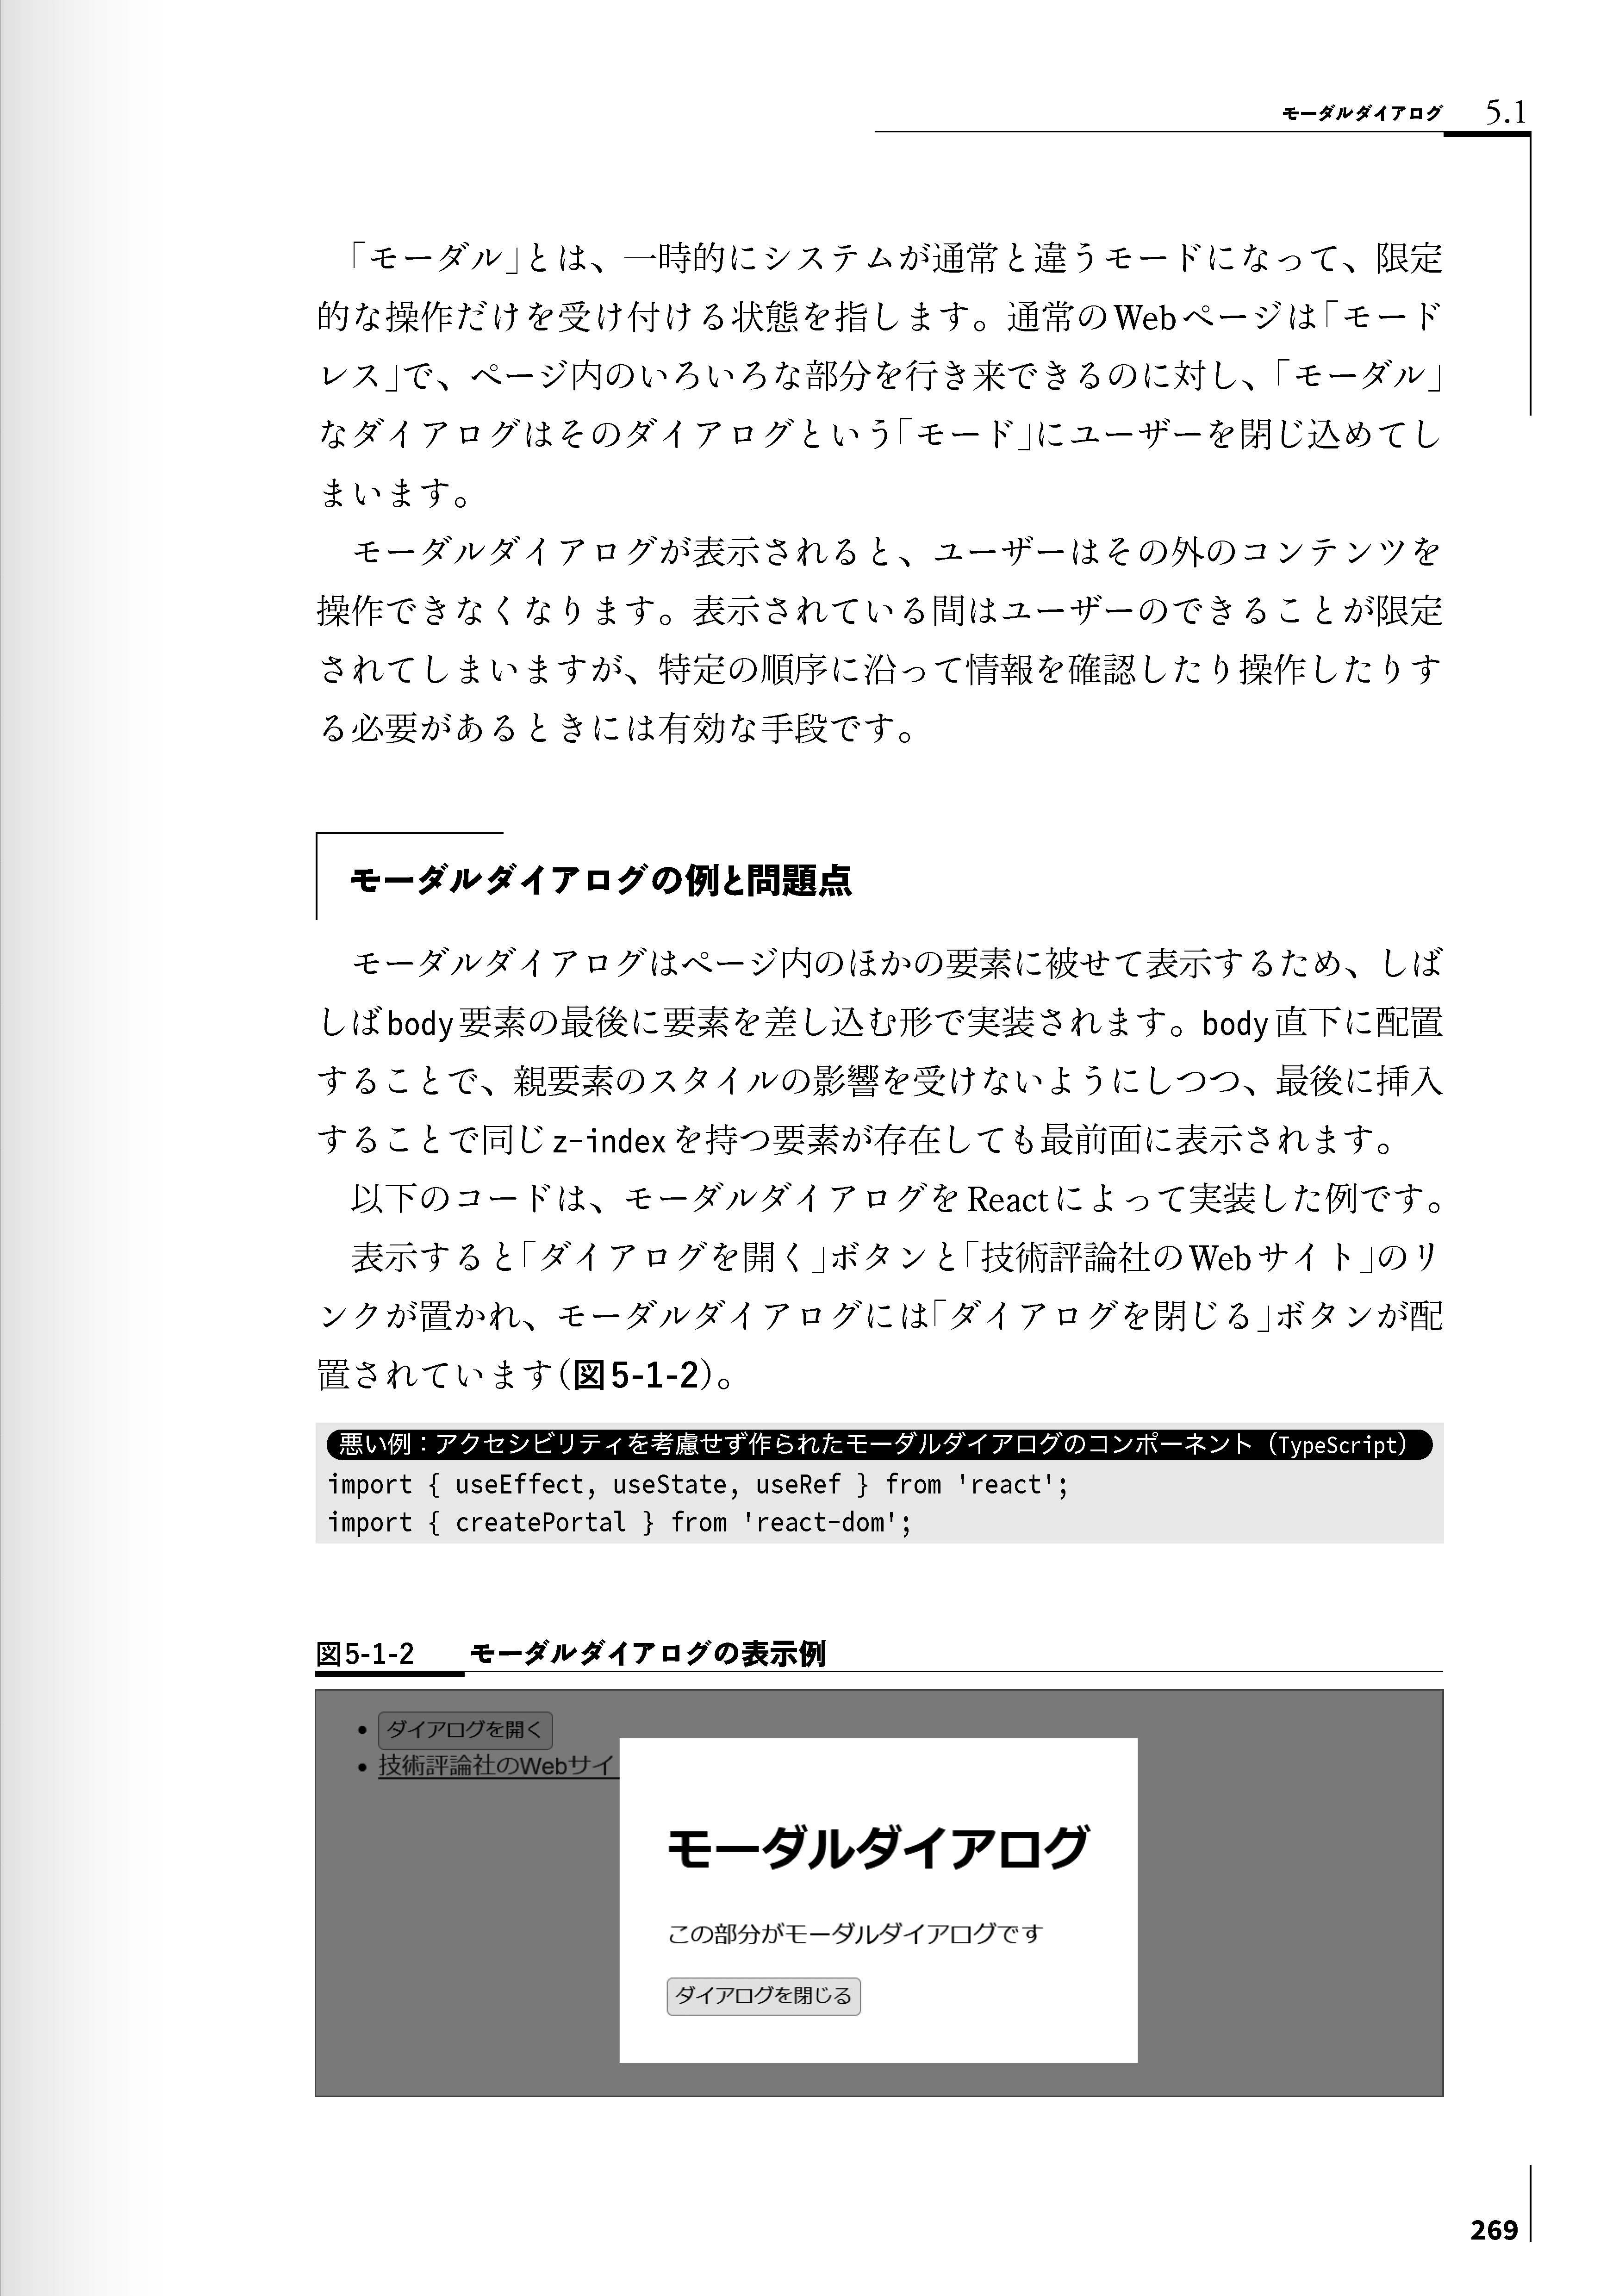 モーダルダイアログ 5.1
「モーダル」とは、一時的にシステムが通常と違うモードになって、限定
的な操作だけを受け付ける状態を指します。通常のWebページは「モード
レス」で、ページ内のいろいろな部分を行き来できるのに対し、「モーダル」
なダイアログはそのダイアログという「モード」にユーザーを閉じ込めてし
まいます。
モーダルダイアログが表示されると、ユーザーはその外のコンテンツを
操作できなくなります。表示されている間はユーザーのできることが限定
されてしまいますが、特定の順序に沿って情報を確認したり操作したりす
る必要があるときには有効な手段です。
モーダルダイアログの例と問題点
モーダルダイアログはページ内のほかの要素に被せて表示するため、しば
しばbody要素の最後に要素を差し込む形で実装されます。body直下に配置
することで、親要素のスタイルの影響を受けないようにしつつ、最後に挿入
することで同じz-indexを持つ要素が存在しても最前面に表示されます。
以下のコードは、モーダルダイアログをReactによって実装した例です。
表示すると「ダイアログを開く」ボタンと「技術評論社のWebサイト」のリ
ンクが置かれ、モーダルダイアログには「ダイアログを閉じる」ボタンが配
置されています(図5-1-2)。
悪い例：アクセシビリティを考慮せず作られたモーダルダイアログのコンポーネント（TypeScript）
import { useEffect, useState, useRef } from 'react';
import { createPortal } from 'react-dom';
図5-1-2 モーダルダイアログの表示例
• ダイアログを開く
• 技術評論社のWebサイ
モーダルダイアログ
この部分がモーダルダイアログです
ダイアログを閉じる
269